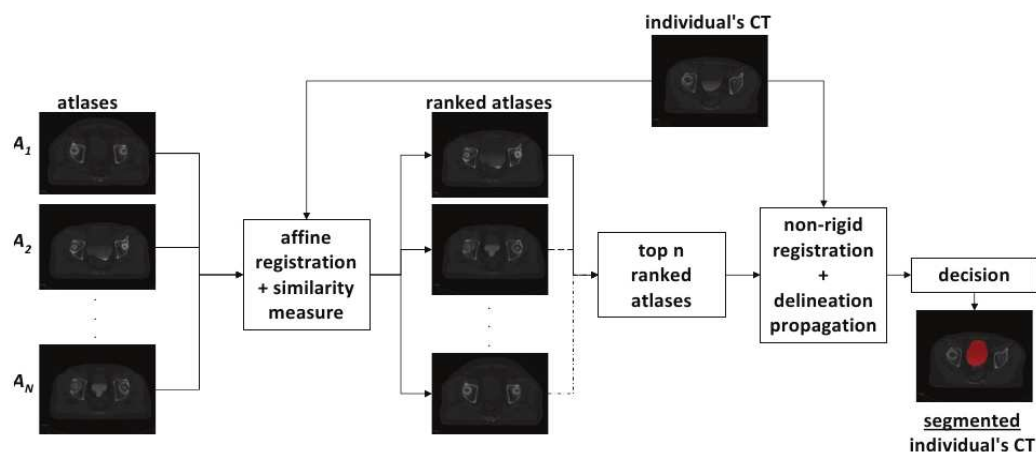 individual's CT
atlases
ranked atlases
A1
A2
AN
affine
registration
+ similarity
measure
top n
ranked
atlases
non-rigid
registration
+
delineation
propagation
decision
segmented
individual's CT